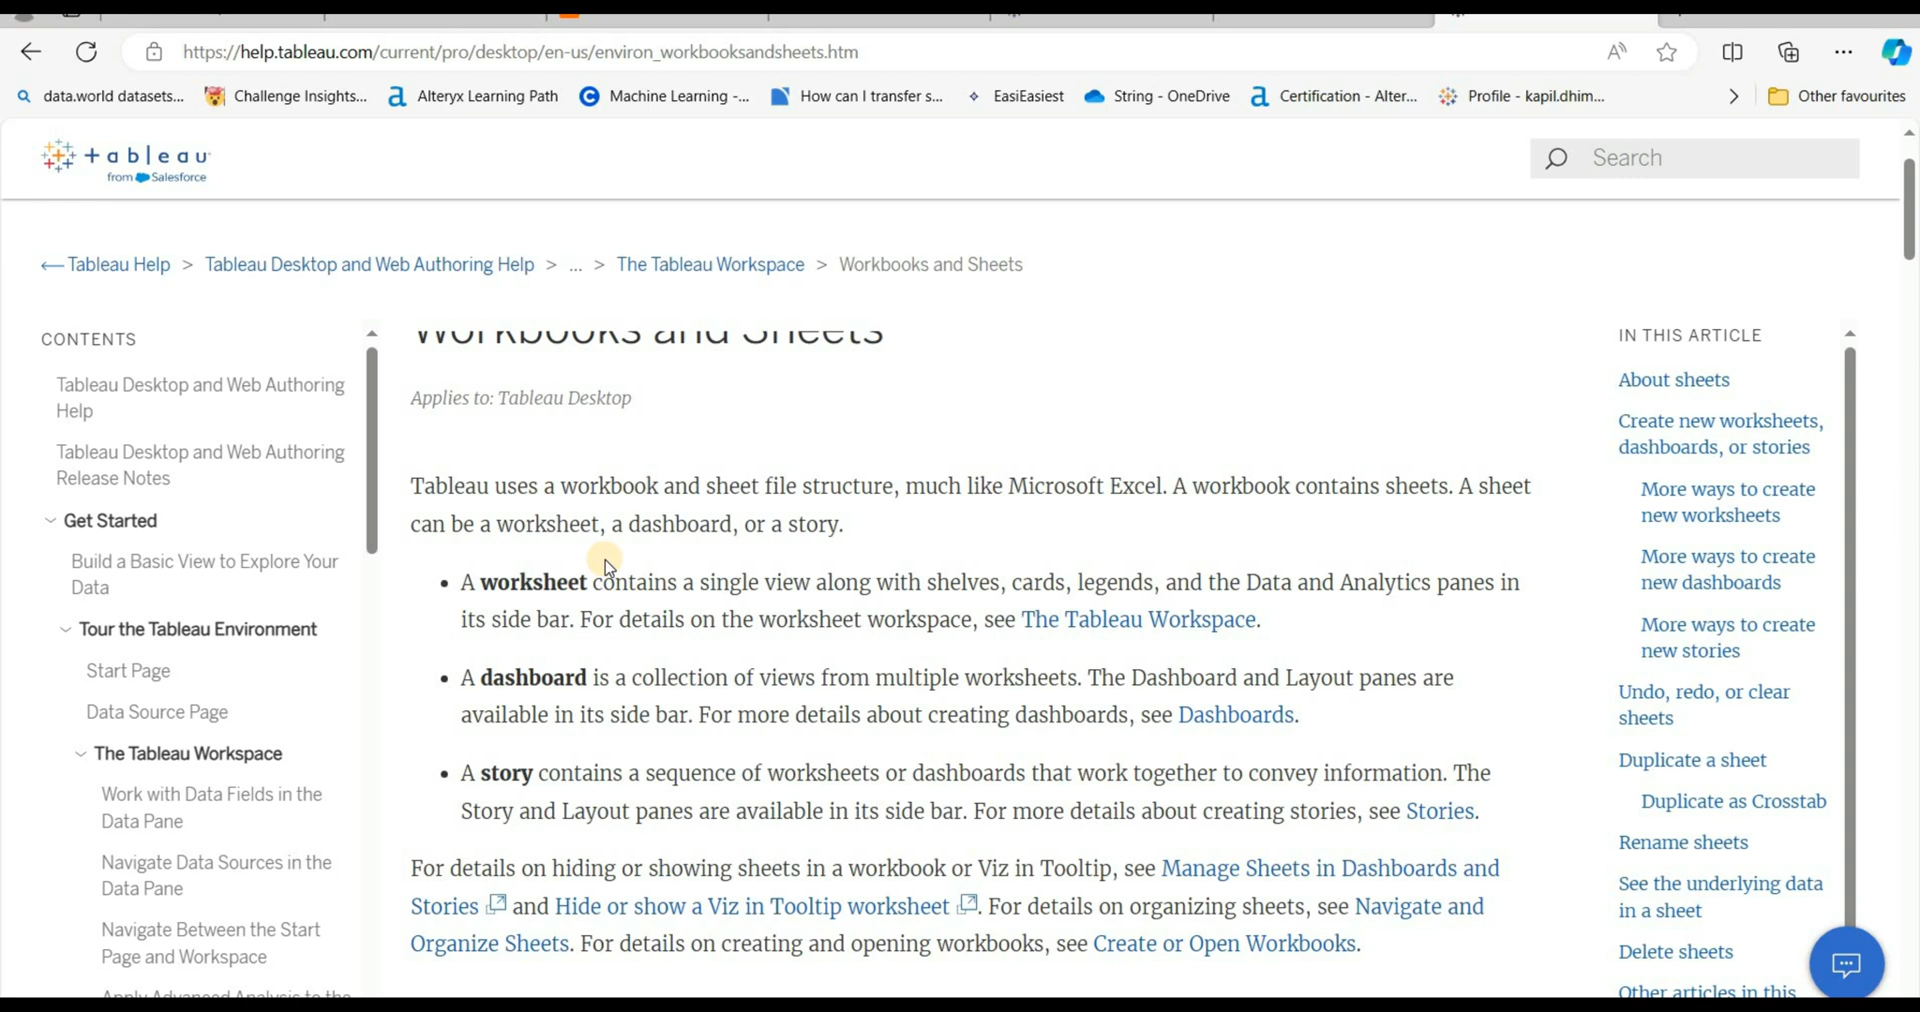 https://help.tableau.com/current/pro/desktop/en-us/environ_workbooksandsheets.htm
data.world datasets...
Challenge Insights...
Alteryx Learning Path
Machine Learning -...
How can I transfer s...
EasiEasiest
String - OneDrive
Certification - Alter...
Profile - kapil.dhim...
Other favourites
+ a b l e a u
from Salesforce
Search
Tableau Help > Tableau Desktop and Web Authoring Help > ... > The Tableau Workspace > Workbooks and Sheets
CONTENTS
Tableau Desktop and Web Authoring
Help
Tableau Desktop and Web Authoring
Release Notes
Get Started
Build a Basic View to Explore Your
Data
Tour the Tableau Environment
Start Page
Data Source Page
The Tableau Workspace
Work with Data Fields in the
Data Pane
Navigate Data Sources in the
Data Pane
Navigate Between the Start
Page and Workspace
Apply Advanced Analysis to the
Workbooks and Sheets
Applies to: Tableau Desktop
Tableau uses a workbook and sheet file structure, much like Microsoft Excel. A workbook contains sheets. A sheet
can be a worksheet, a dashboard, or a story.
• A worksheet contains a single view along with shelves, cards, legends, and the Data and Analytics panes in
its side bar. For details on the worksheet workspace, see The Tableau Workspace.
• A dashboard is a collection of views from multiple worksheets. The Dashboard and Layout panes are
available in its side bar. For more details about creating dashboards, see Dashboards.
• A story contains a sequence of worksheets or dashboards that work together to convey information. The
Story and Layout panes are available in its side bar. For more details about creating stories, see Stories.
For details on hiding or showing sheets in a workbook or Viz in Tooltip, see Manage Sheets in Dashboards and
Stories and Hide or show a Viz in Tooltip worksheet. For details on organizing sheets, see Navigate and
Organize Sheets. For details on creating and opening workbooks, see Create or Open Workbooks.
IN THIS ARTICLE
About sheets
Create new worksheets,
dashboards, or stories
More ways to create
new worksheets
More ways to create
new dashboards
More ways to create
new stories
Undo, redo, or clear
sheets
Duplicate a sheet
Duplicate as Crosstab
Rename sheets
See the underlying data
in a sheet
Delete sheets
Other articles in this